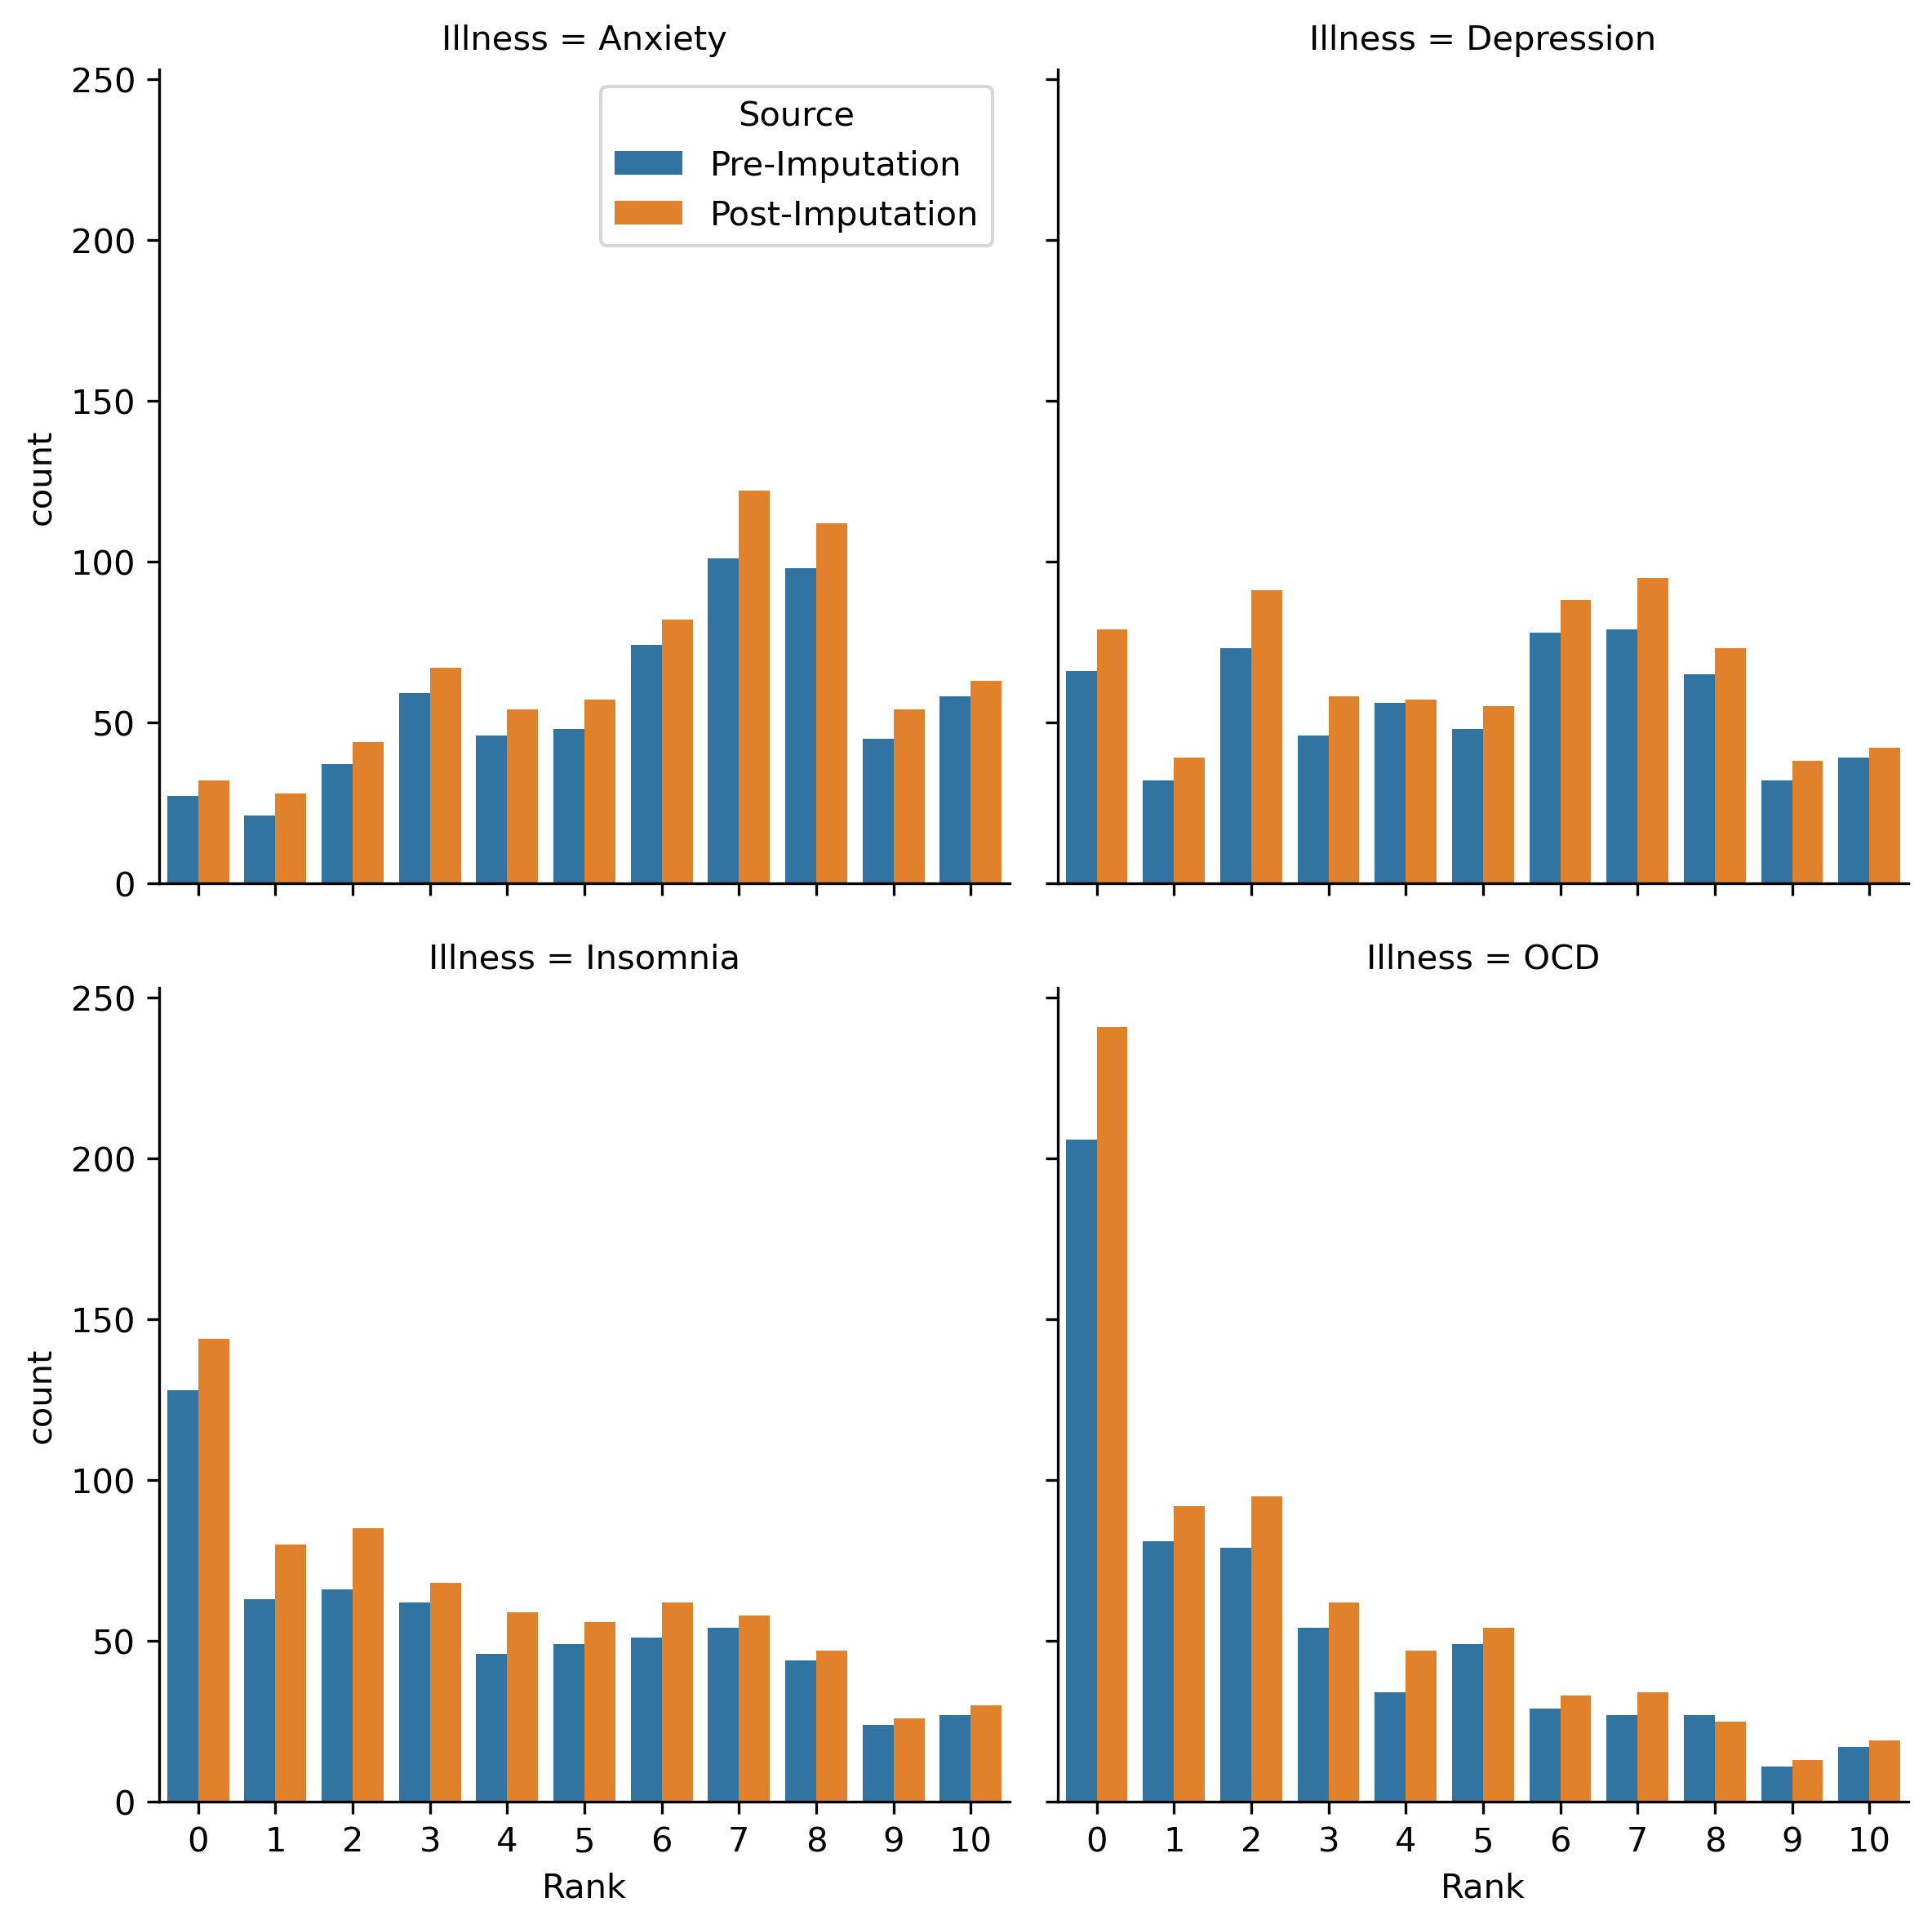 Illness = Anxiety
Illness = Depression
250
200
150
100
50
0
count
Source
Pre-Imputation
Post-Imputation
Illness = Insomnia
Illness = OCD
250
200
150
100
50
0
count
0 1 2 3 4 5 6 7 8 9 10
Rank
0 1 2 3 4 5 6 7 8 9 10
Rank